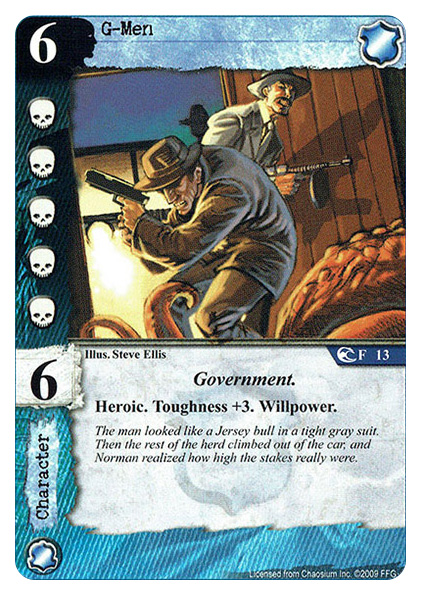 6
G-Men
Illus. Steve Ellis
F 13
6
Government.
Heroic. Toughness +3. Willpower.
The man looked like a Jersey bull in a tight gray suit.
Then the rest of the herd climbed out of the car, and
Norman realized how high the stakes really were.
Character
Licensed from Chaosium Inc. ©2009 FFG